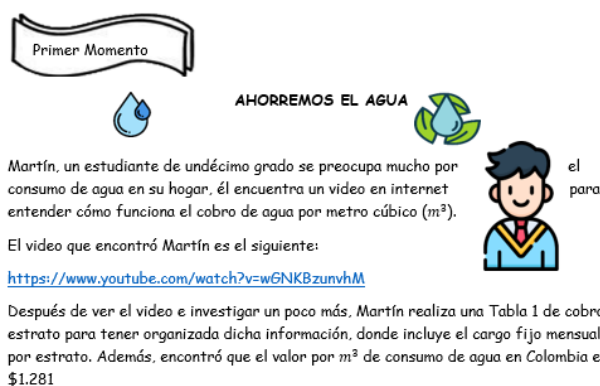 Primer Momento
AHORREMOS EL AGUA
Martín, un estudiante de undécimo grado se preocupa mucho por el
consumo de agua en su hogar, él encuentra un video en internet para
entender cómo funciona el cobro de agua por metro cúbico (m³).
El video que encontró Martín es el siguiente:
https://www.youtube.com/watch?v=wGNKBzunvhM
Después de ver el video e investigar un poco más, Martín realiza una Tabla 1 de cobro
estrato para tener organizada dicha información, donde incluye el cargo fijo mensual
por estrato. Además, encontró que el valor por m³ de consumo de agua en Colombia e
$1.281